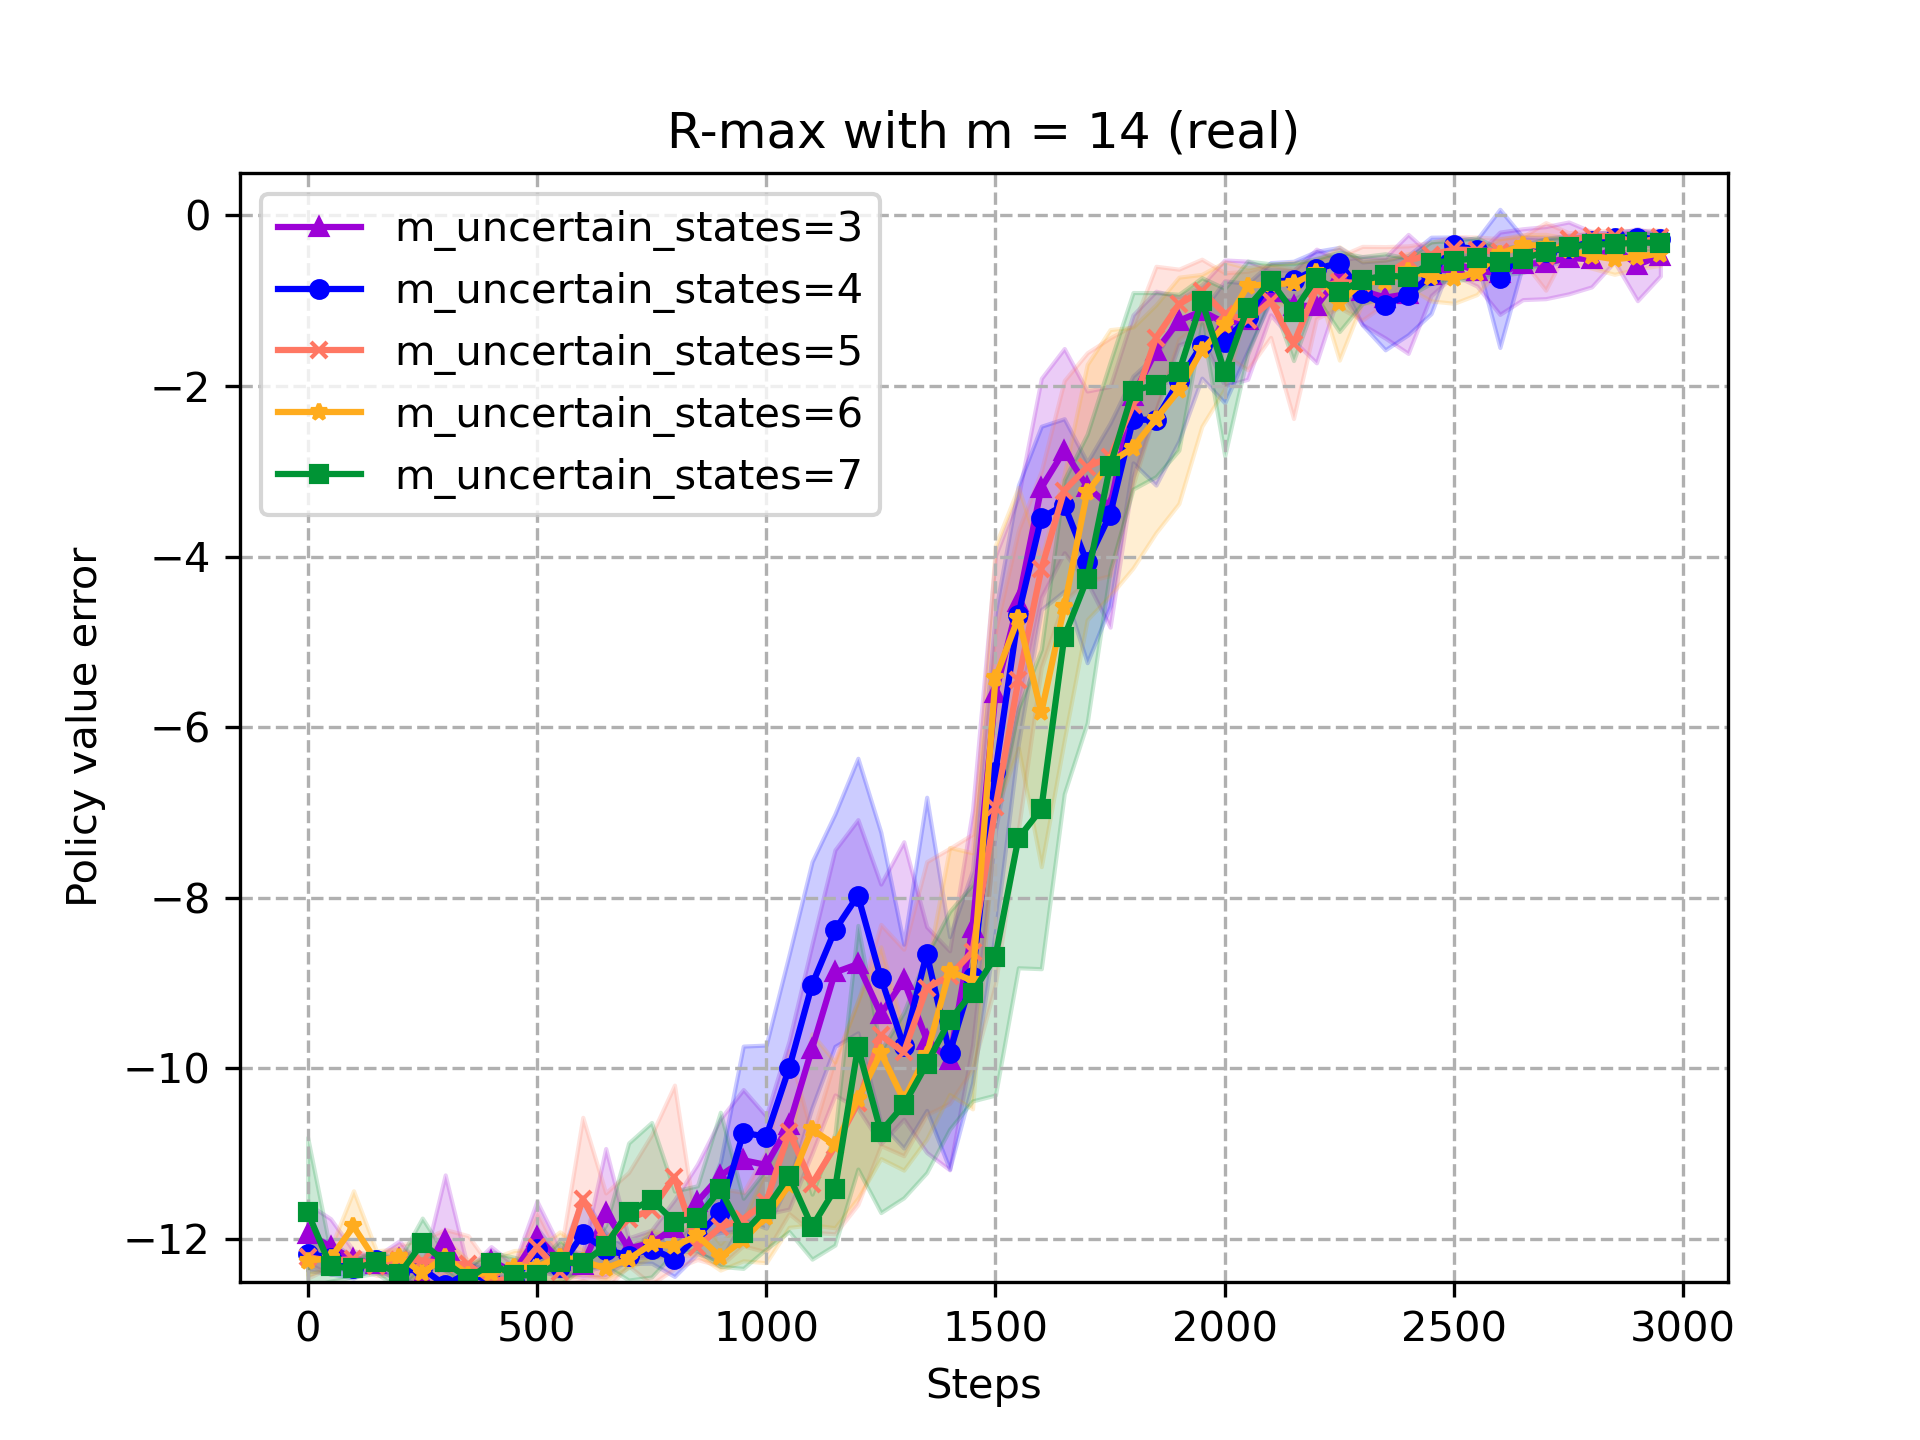 R-max with m = 14 (real)
m_uncertain_states=3
m_uncertain_states=4
m_uncertain_states=5
m_uncertain_states=6
m_uncertain_states=7
Policy value error
0
−2
−4
−6
−8
−10
−12
0 500 1000 1500 2000 2500 3000
Steps